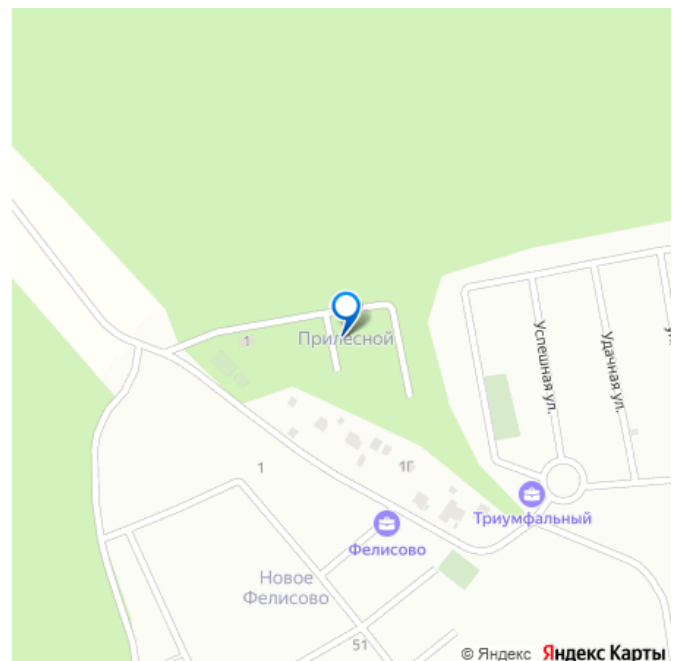 1
Прилесной
Успешная ул.
Удачная ул.
1
1Г
Триумфальный
Фелисово
Новое
Фелисово
51
© Яндекс Яндекс Карты